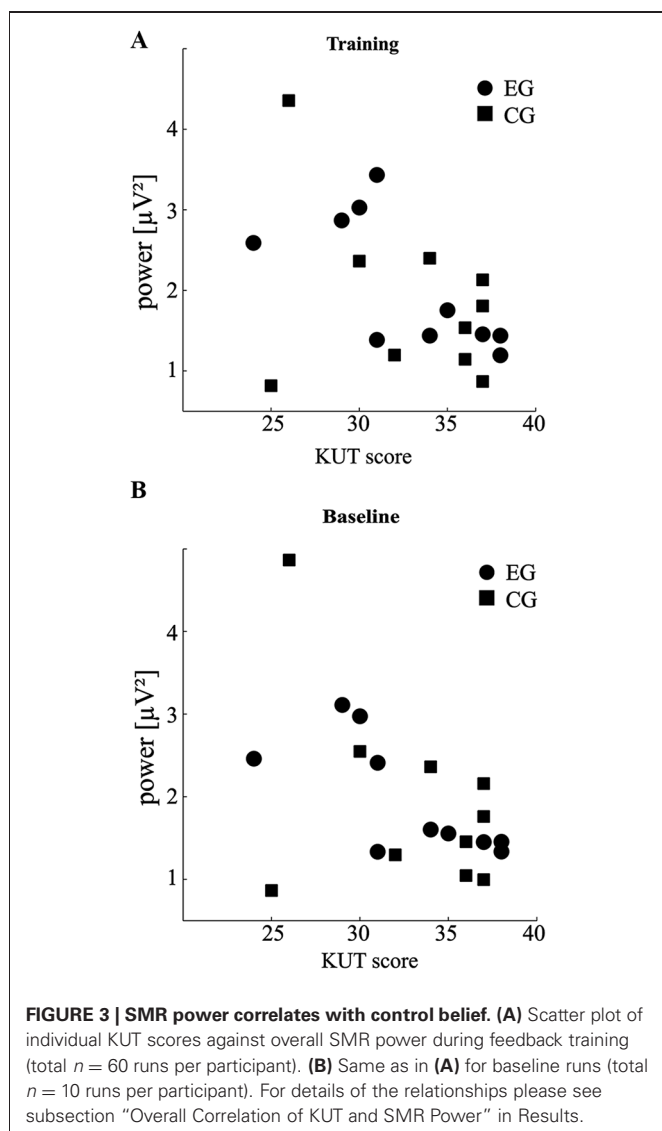 A
Training
EG
CG
4
3
2
1
power [µV²]
25
30
35
40
KUT score
B
Baseline
EG
CG
4
3
2
1
power [µV²]
25
30
35
40
KUT score
FIGURE 3 | SMR power correlates with control belief. (A) Scatter plot of
individual KUT scores against overall SMR power during feedback training
(total n = 60 runs per participant). (B) Same as in (A) for baseline runs (total
n = 10 runs per participant). For details of the relationships please see
subsection “Overall Correlation of KUT and SMR Power” in Results.